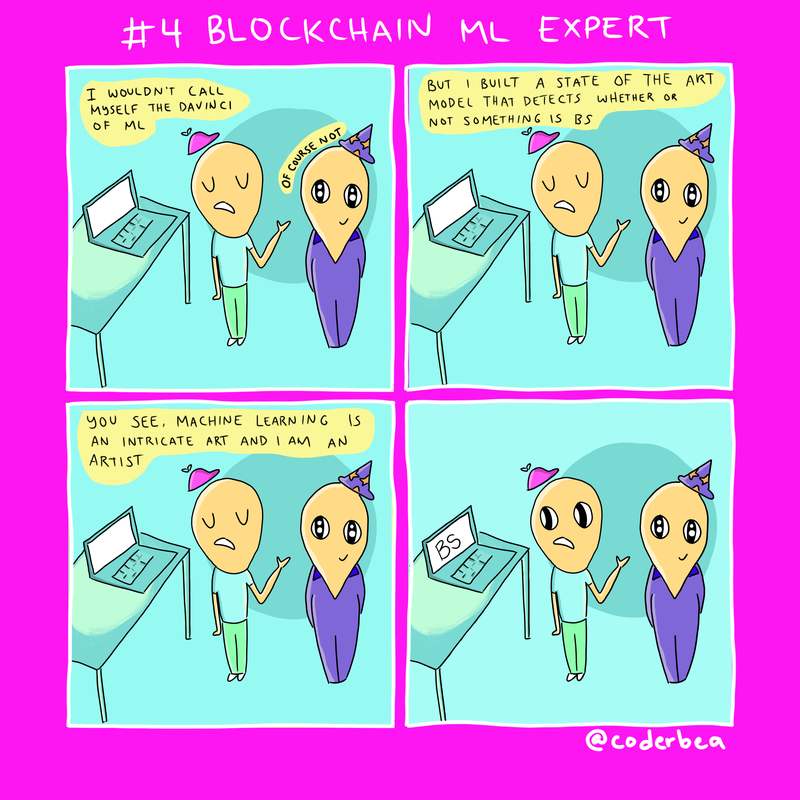 #4 BLOCKCHAIN ML EXPERT
I WOULDN'T CALL
MYSELF THE DAVINCI
OF ML
OF COURSE NOT
BUT I BUILT A STATE OF THE ART
MODEL THAT DETECTS WHETHER OR
NOT SOMETHING IS BS
YOU SEE, MACHINE LEARNING IS
AN INTRICATE ART AND I AM AN
ARTIST
BS
@coderbea